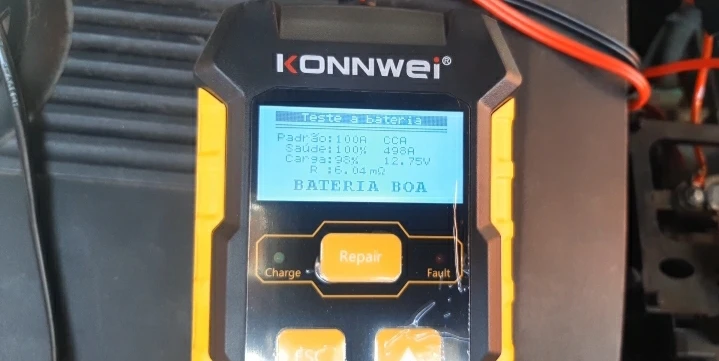 KONNWEI®
Teste a bateria
Padrão:100A CCA
Saúde:100% 498A
Carga:98% 12.75V
R :6.04mΩ
BATERIA BOA
Repair
Charge Fault